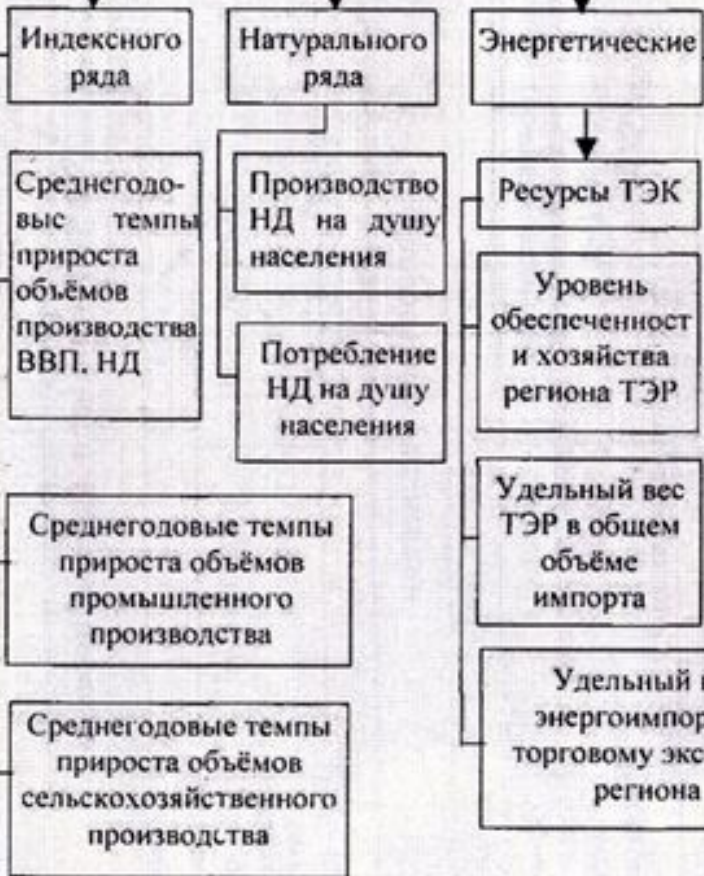 Индексного
ряда
Натурального
ряда
Энергетические
Среднегодо-
вые темпы
прироста
объёмов
производства
ВВП, НД
Производство
НД на душу
населения
Потребление
НД на душу
населения
Ресурсы ТЭК
Уровень
обеспеченност
и хозяйства
региона ТЭР
Удельный вес
ТЭР в общем
объёме
импорта
Среднегодовые темпы
прироста объёмов
промышленного
производства
Среднегодовые темпы
прироста объёмов
сельскохозяйственного
производства
Удельный
энергоимпор
торговому экс
региона